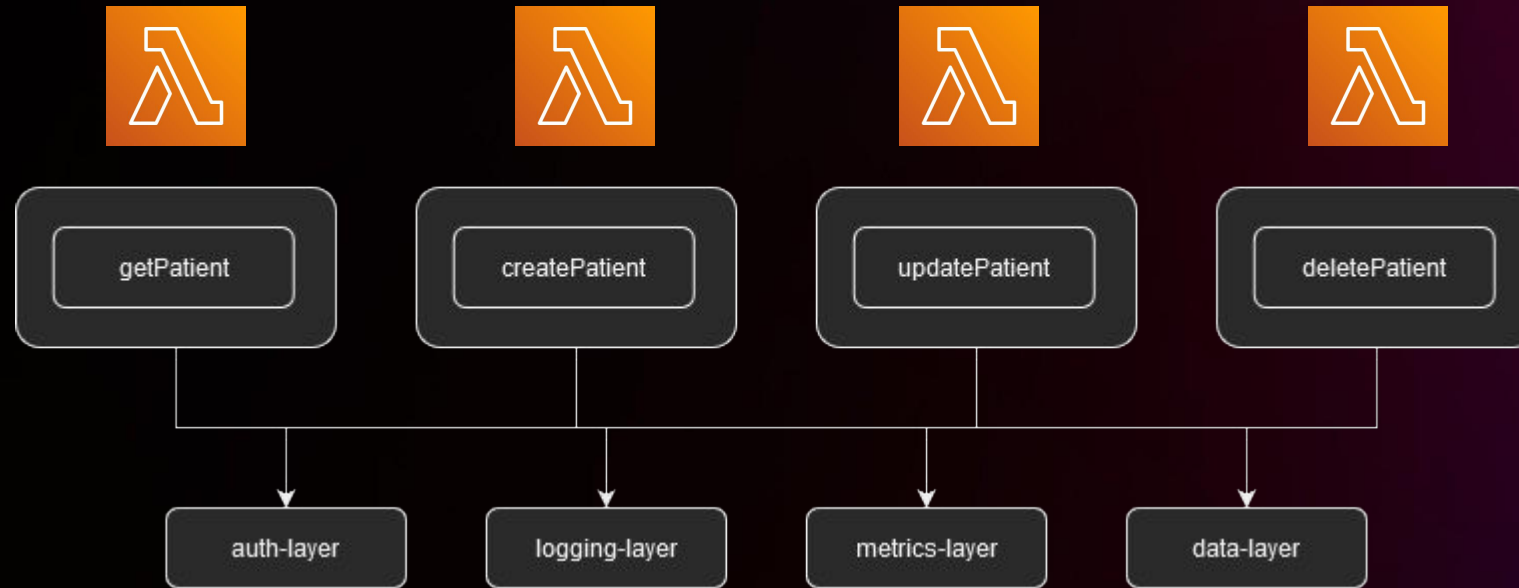 getPatient
createPatient
updatePatient
deletePatient
auth-layer
logging-layer
metrics-layer
data-layer